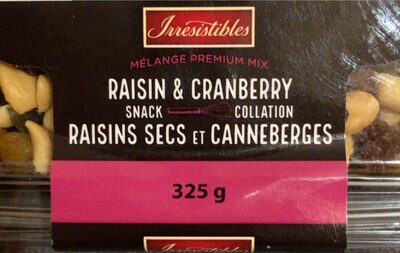 Irresistibles
MÉLANGE PREMIUM MIX
RAISIN & CRANBERRY
SNACK COLLATION
RAISINS SECS ET CANNEBERGES
325 g
Irresistibles